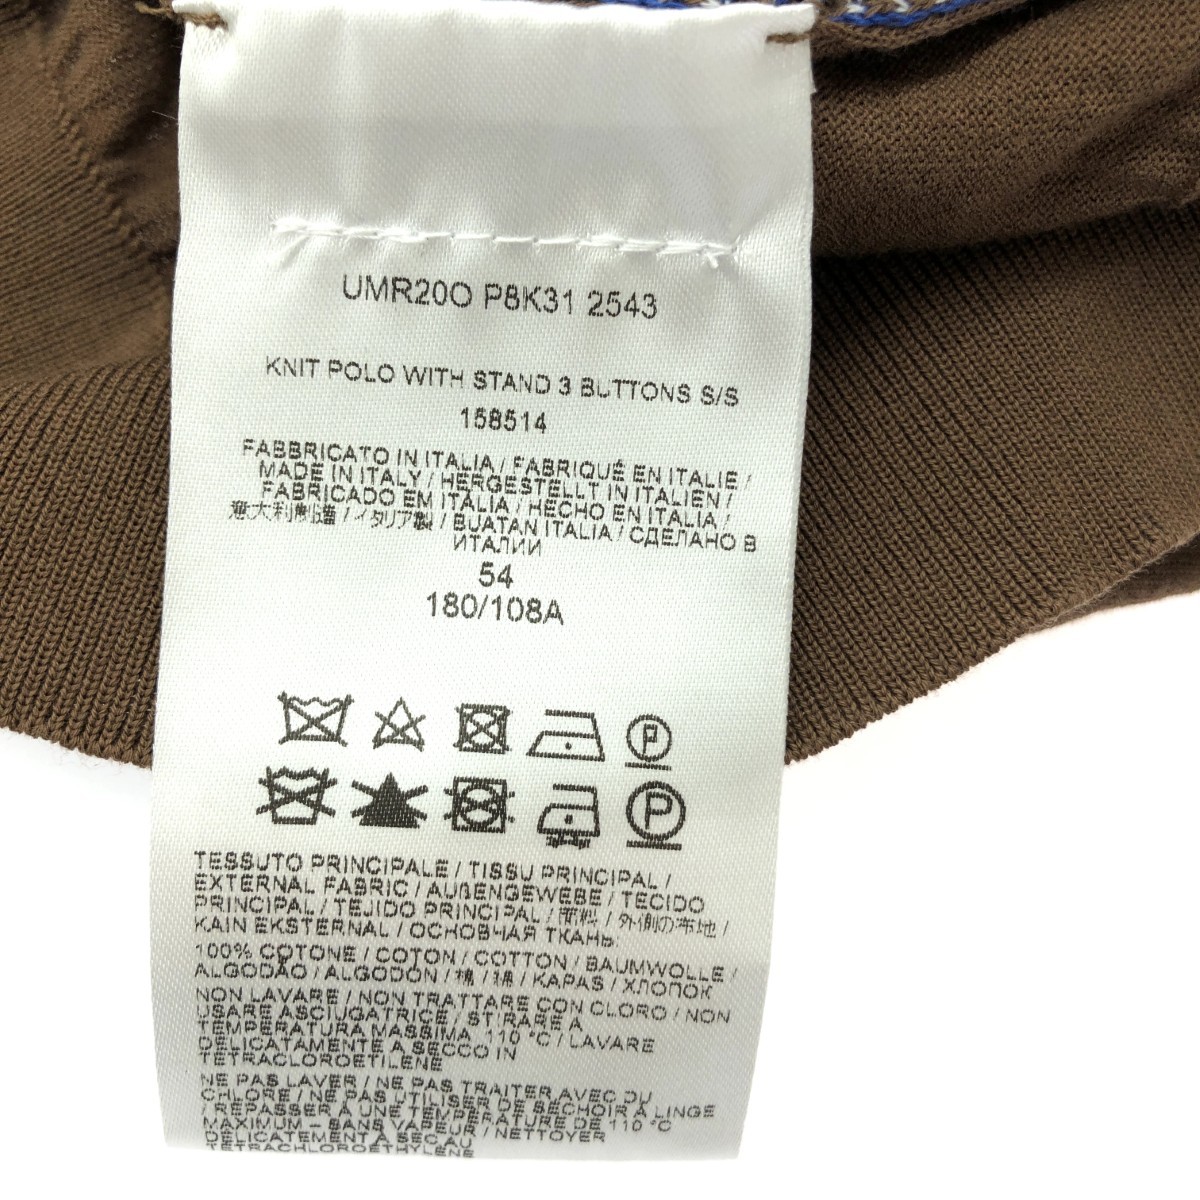 UMR20O P8K31 2543
KNIT POLO WITH STAND 3 BUTTONS S/S
158514
FABBRICATO IN ITALIA / FABRIQUÉ EN ITALIE /
MADE IN ITALY / HERGESTELLT IN ITALIEN /
FABRICADO EM ITÁLIA / HECHO EN ITALIA /
意大利制造 / イタリア製 / BUATAN ITALIA / СДЕЛАНО В
ИТАЛИИ
54
180/108A
P
P
TESSUTO PRINCIPALE / TISSU PRINCIPAL /
EXTERNAL FABRIC / AUßENGEWEBE / TECIDO
PRINCIPAL / TEJIDO PRINCIPAL / 面料 / 外側の布地 /
KAIN EKSTERNAL / ОСНОВНАЯ ТКАНЬ:
100% COTONE / COTON / COTTON / BAUMWOLLE /
ALGODÃO / ALGODÓN / 棉 / 綿 / KAPAS / ХЛОПОК
NON LAVARE / NON TRATTARE CON CLORO / NON
USARE ASCIUGATRICE / STIRARE A
TEMPERATURA MASSIMA 110 °C / LAVARE
DELICATAMENTE A SECCO IN
TETRACLOROETILENE
NE PAS LAVER / NE PAS TRAITER AVEC DU
CHLORE / NE PAS UTILISER DE SÉCHOIR À LINGE
/ REPASSER À UNE TEMPÉRATURE DE 110 °C
MAXIMUM - SANS VAPEUR / NETTOYER
DÉLICATEMENT À SEC AU
TÉTRACHLOROÉTHYLÈNE